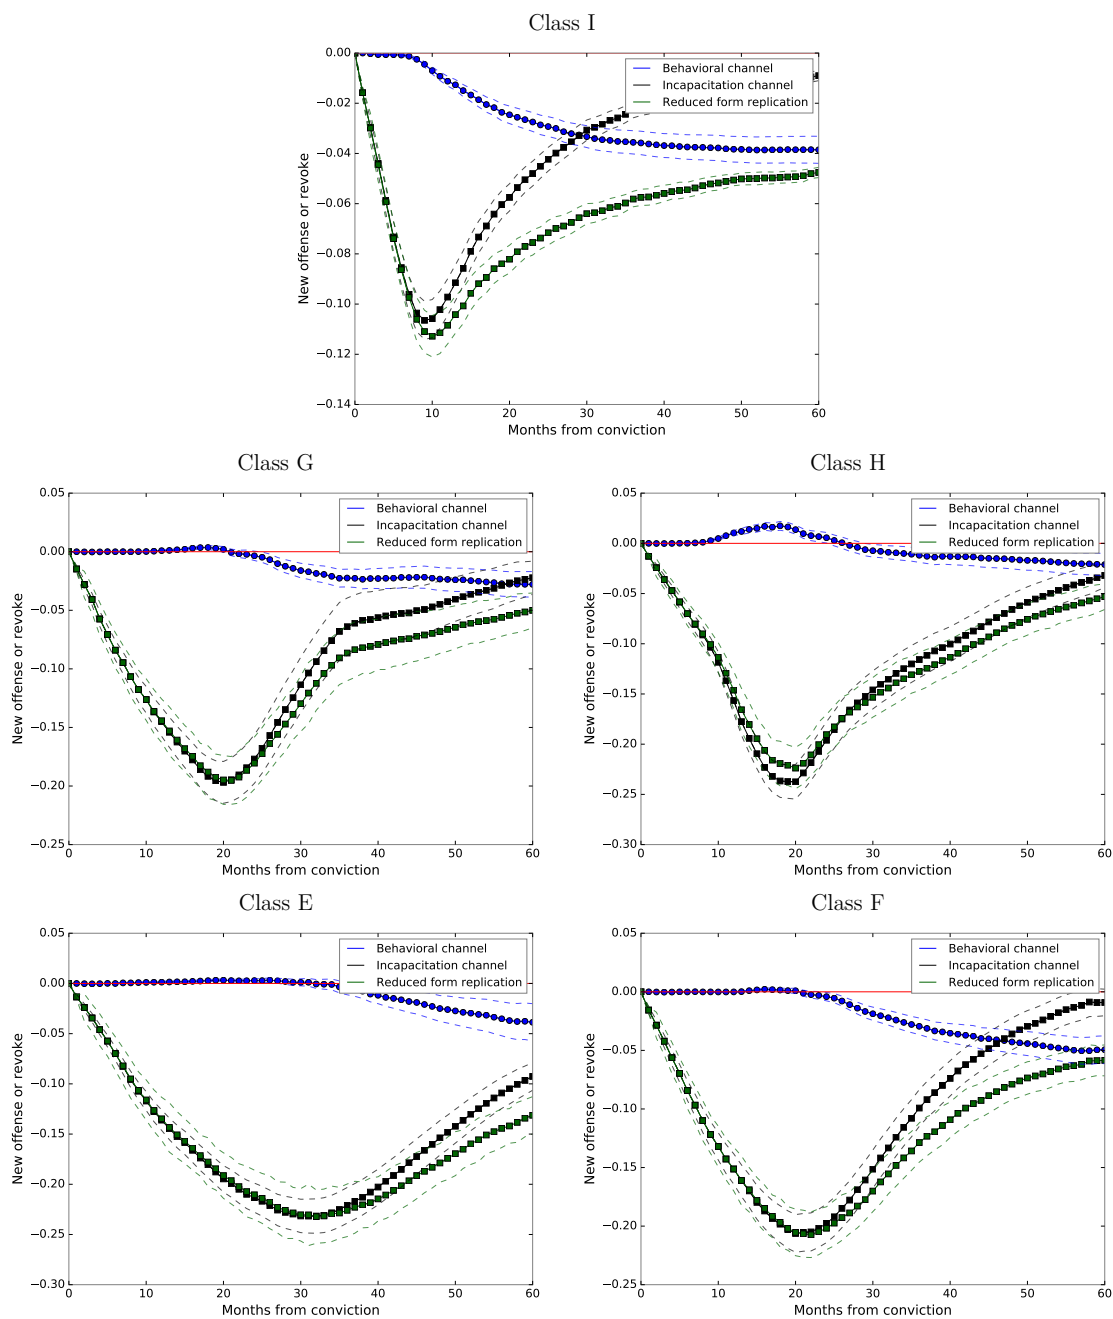 Class I
Behavioral channel
Incapacitation channel
Reduced form replication
New offense or revoke
0.00
−0.02
−0.04
−0.06
−0.08
−0.10
−0.12
−0.14
0 10 20 30 40 50 60
Months from conviction
Class G
Behavioral channel
Incapacitation channel
Reduced form replication
New offense or revoke
0.05
0.00
−0.05
−0.10
−0.15
−0.20
−0.25
0 10 20 30 40 50 60
Months from conviction
Class H
Behavioral channel
Incapacitation channel
Reduced form replication
New offense or revoke
0.05
0.00
−0.05
−0.10
−0.15
−0.20
−0.25
−0.30
0 10 20 30 40 50 60
Months from conviction
Class E
Behavioral channel
Incapacitation channel
Reduced form replication
New offense or revoke
0.05
0.00
−0.05
−0.10
−0.15
−0.20
−0.25
−0.30
0 10 20 30 40 50 60
Months from conviction
Class F
Behavioral channel
Incapacitation channel
Reduced form replication
New offense or revoke
0.05
0.00
−0.05
−0.10
−0.15
−0.20
−0.25
0 10 20 30 40 50 60
Months from conviction